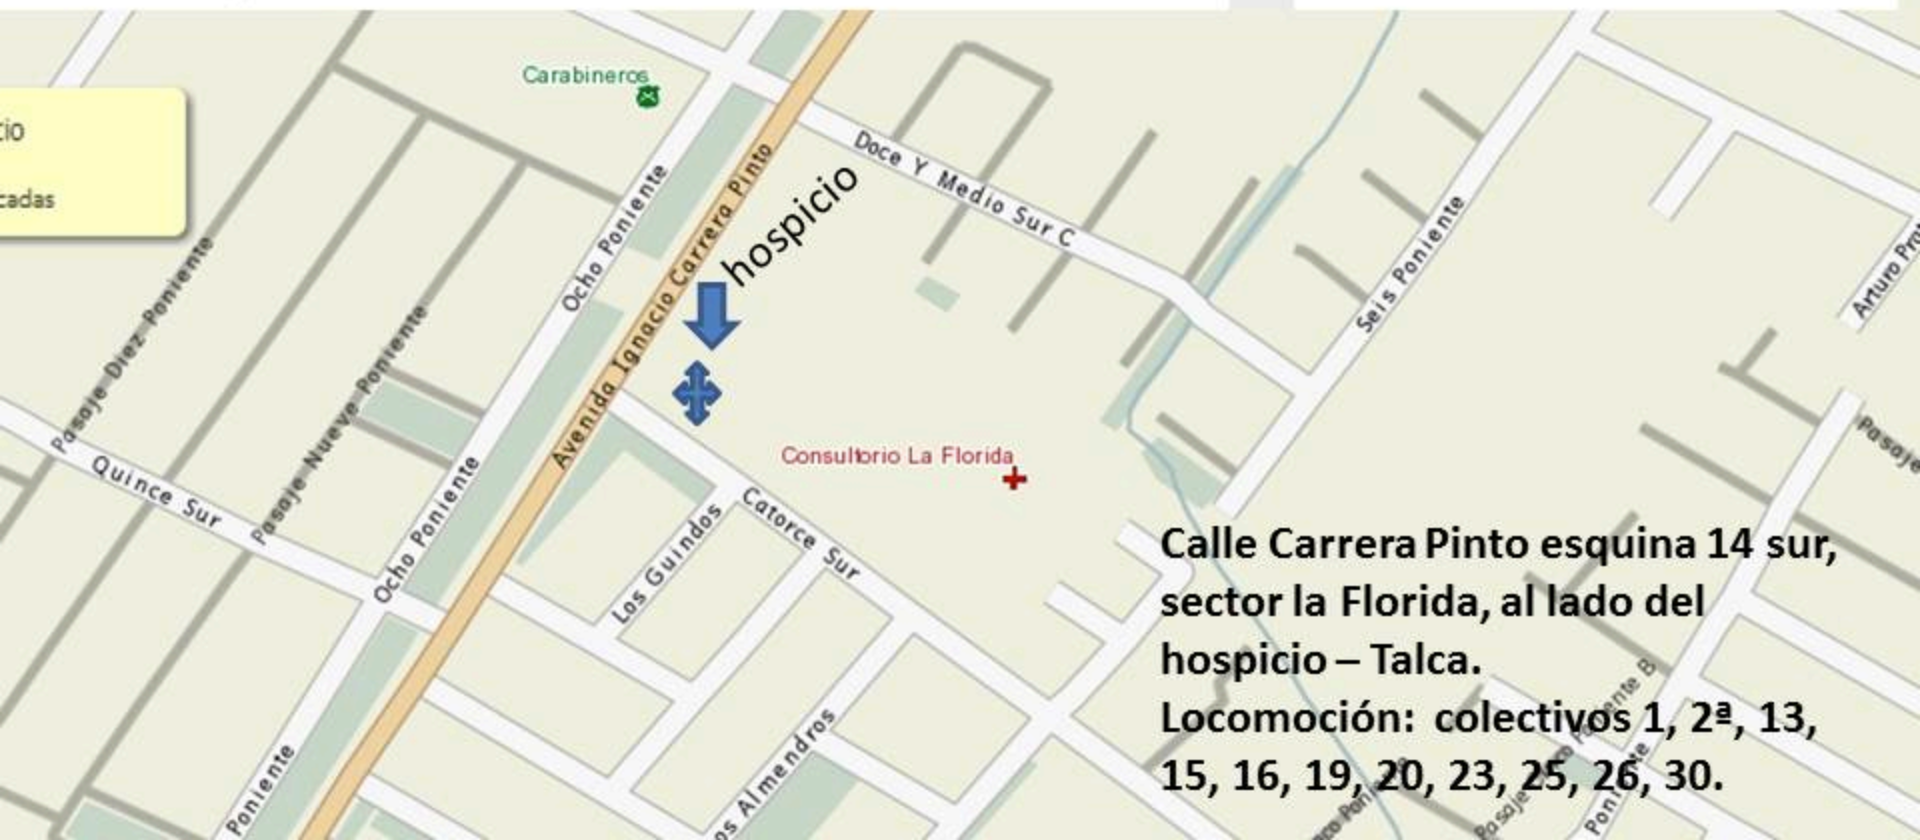 Carabineros
cio
cadas
Doce Y Medio Sur C
Ocho Poniente
Avenida Ignacio Carrera Pinto
hospicio
Seis Poniente
Arturo Prat
Pasaje Diez Poniente
Pasaje Nueve Poniente
Quince Sur
Ocho Poniente
Consultorio La Florida
Catorce Sur
Los Guindos
Pasaje
Calle Carrera Pinto esquina 14 sur,
sector la Florida, al lado del
hospicio – Talca.
Locomoción: colectivos 1, 2ª, 13,
15, 16, 19, 20, 23, 25, 26, 30.
os Almendros
Poniente
Poniente